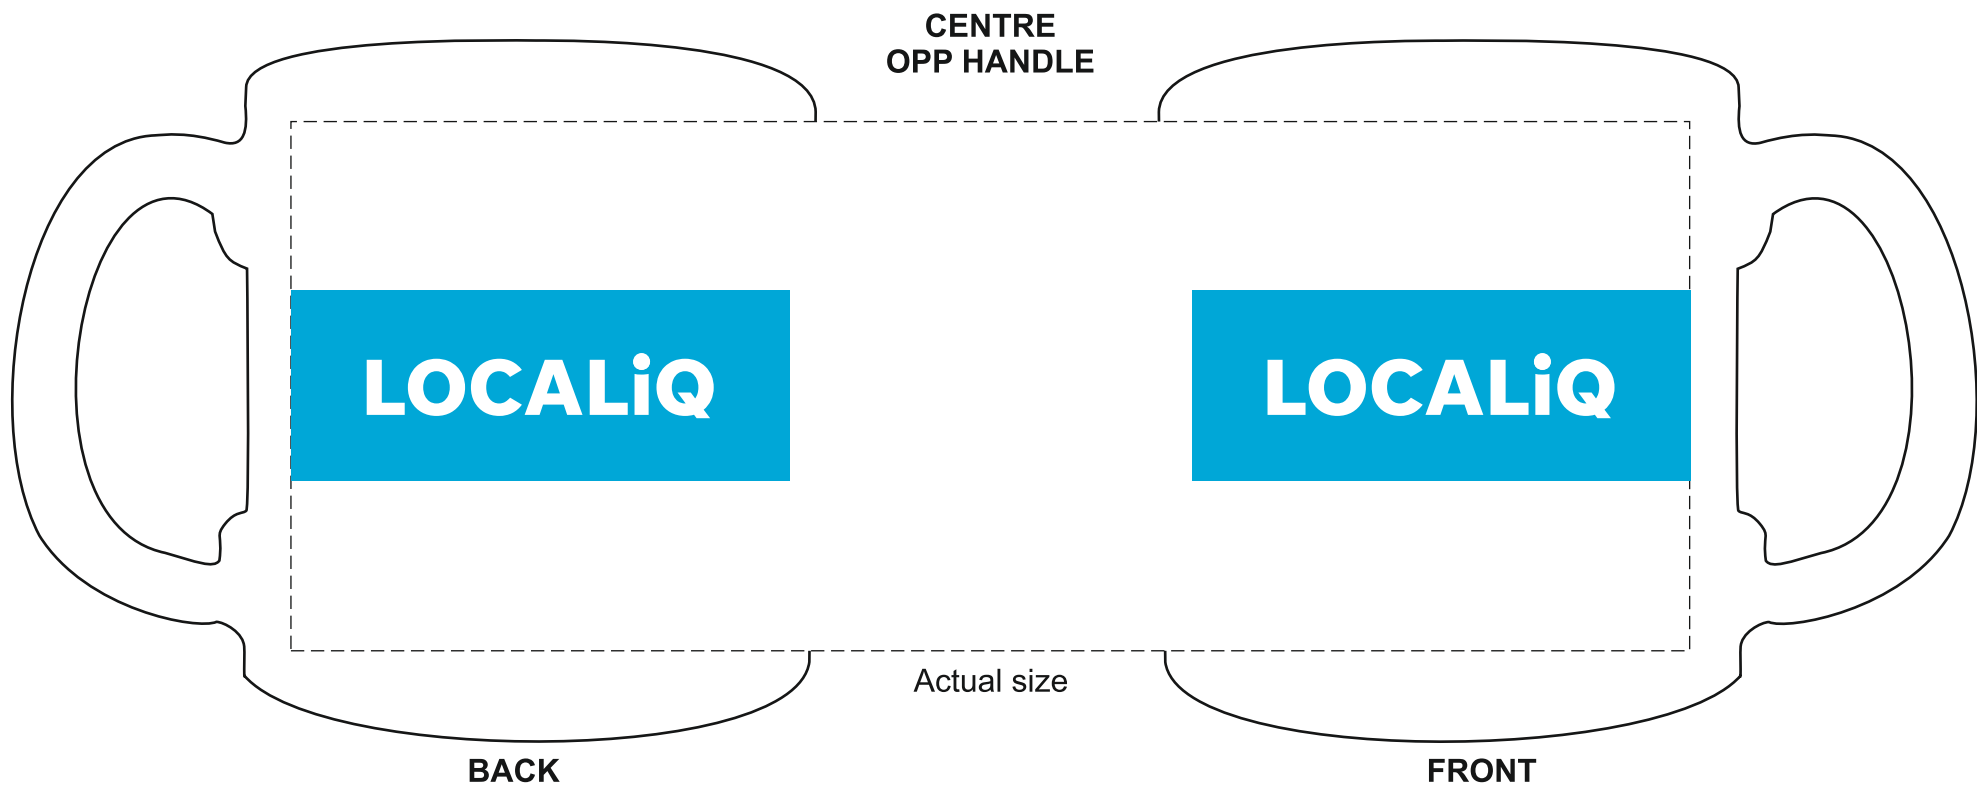 CENTRE
OPP HANDLE
LOCALiQ
LOCALiQ
Actual size
BACK
FRONT